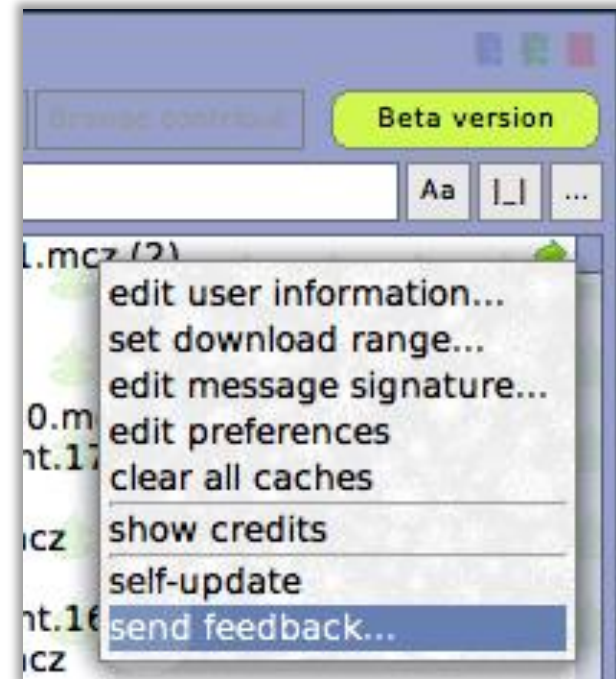 Beta version
Aa |_| ...
1.mcz (2)
edit user information...
set download range...
edit message signature...
0.m edit preferences
nt.17
clear all caches
cz show credits
self-update
nt.16 send feedback...
cz